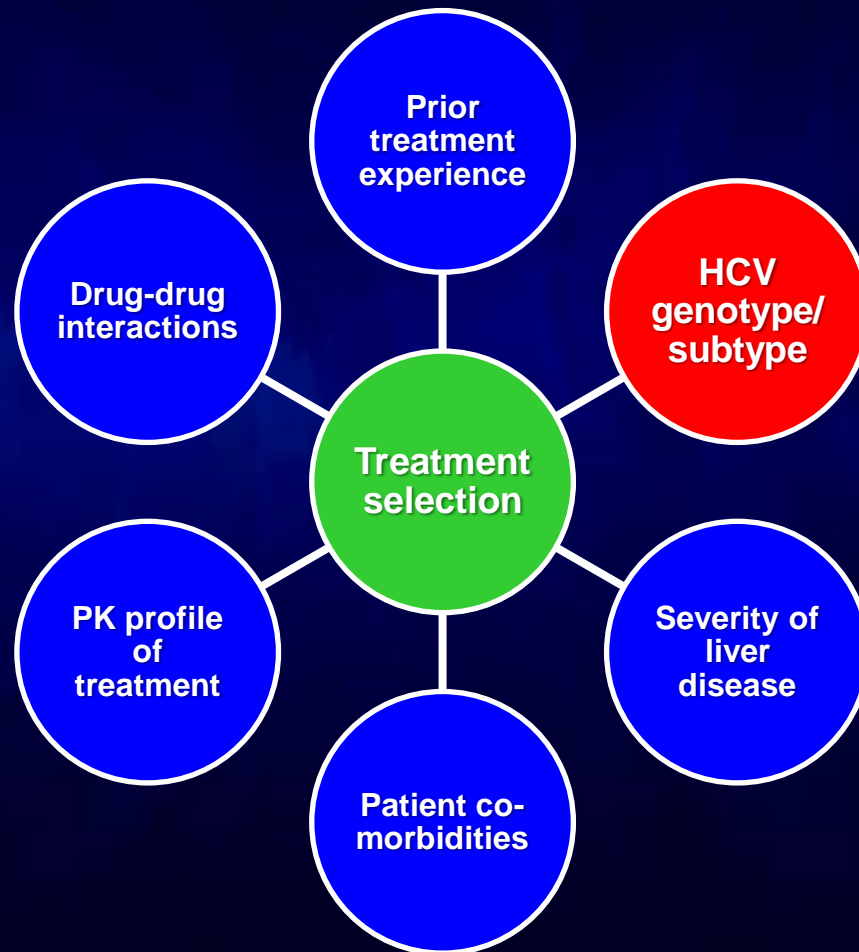 Prior
treatment
experience
Drug-drug
interactions
HCV
genotype/
subtype
Treatment
selection
PK profile
of
treatment
Severity of
liver
disease
Patient co-
morbidities